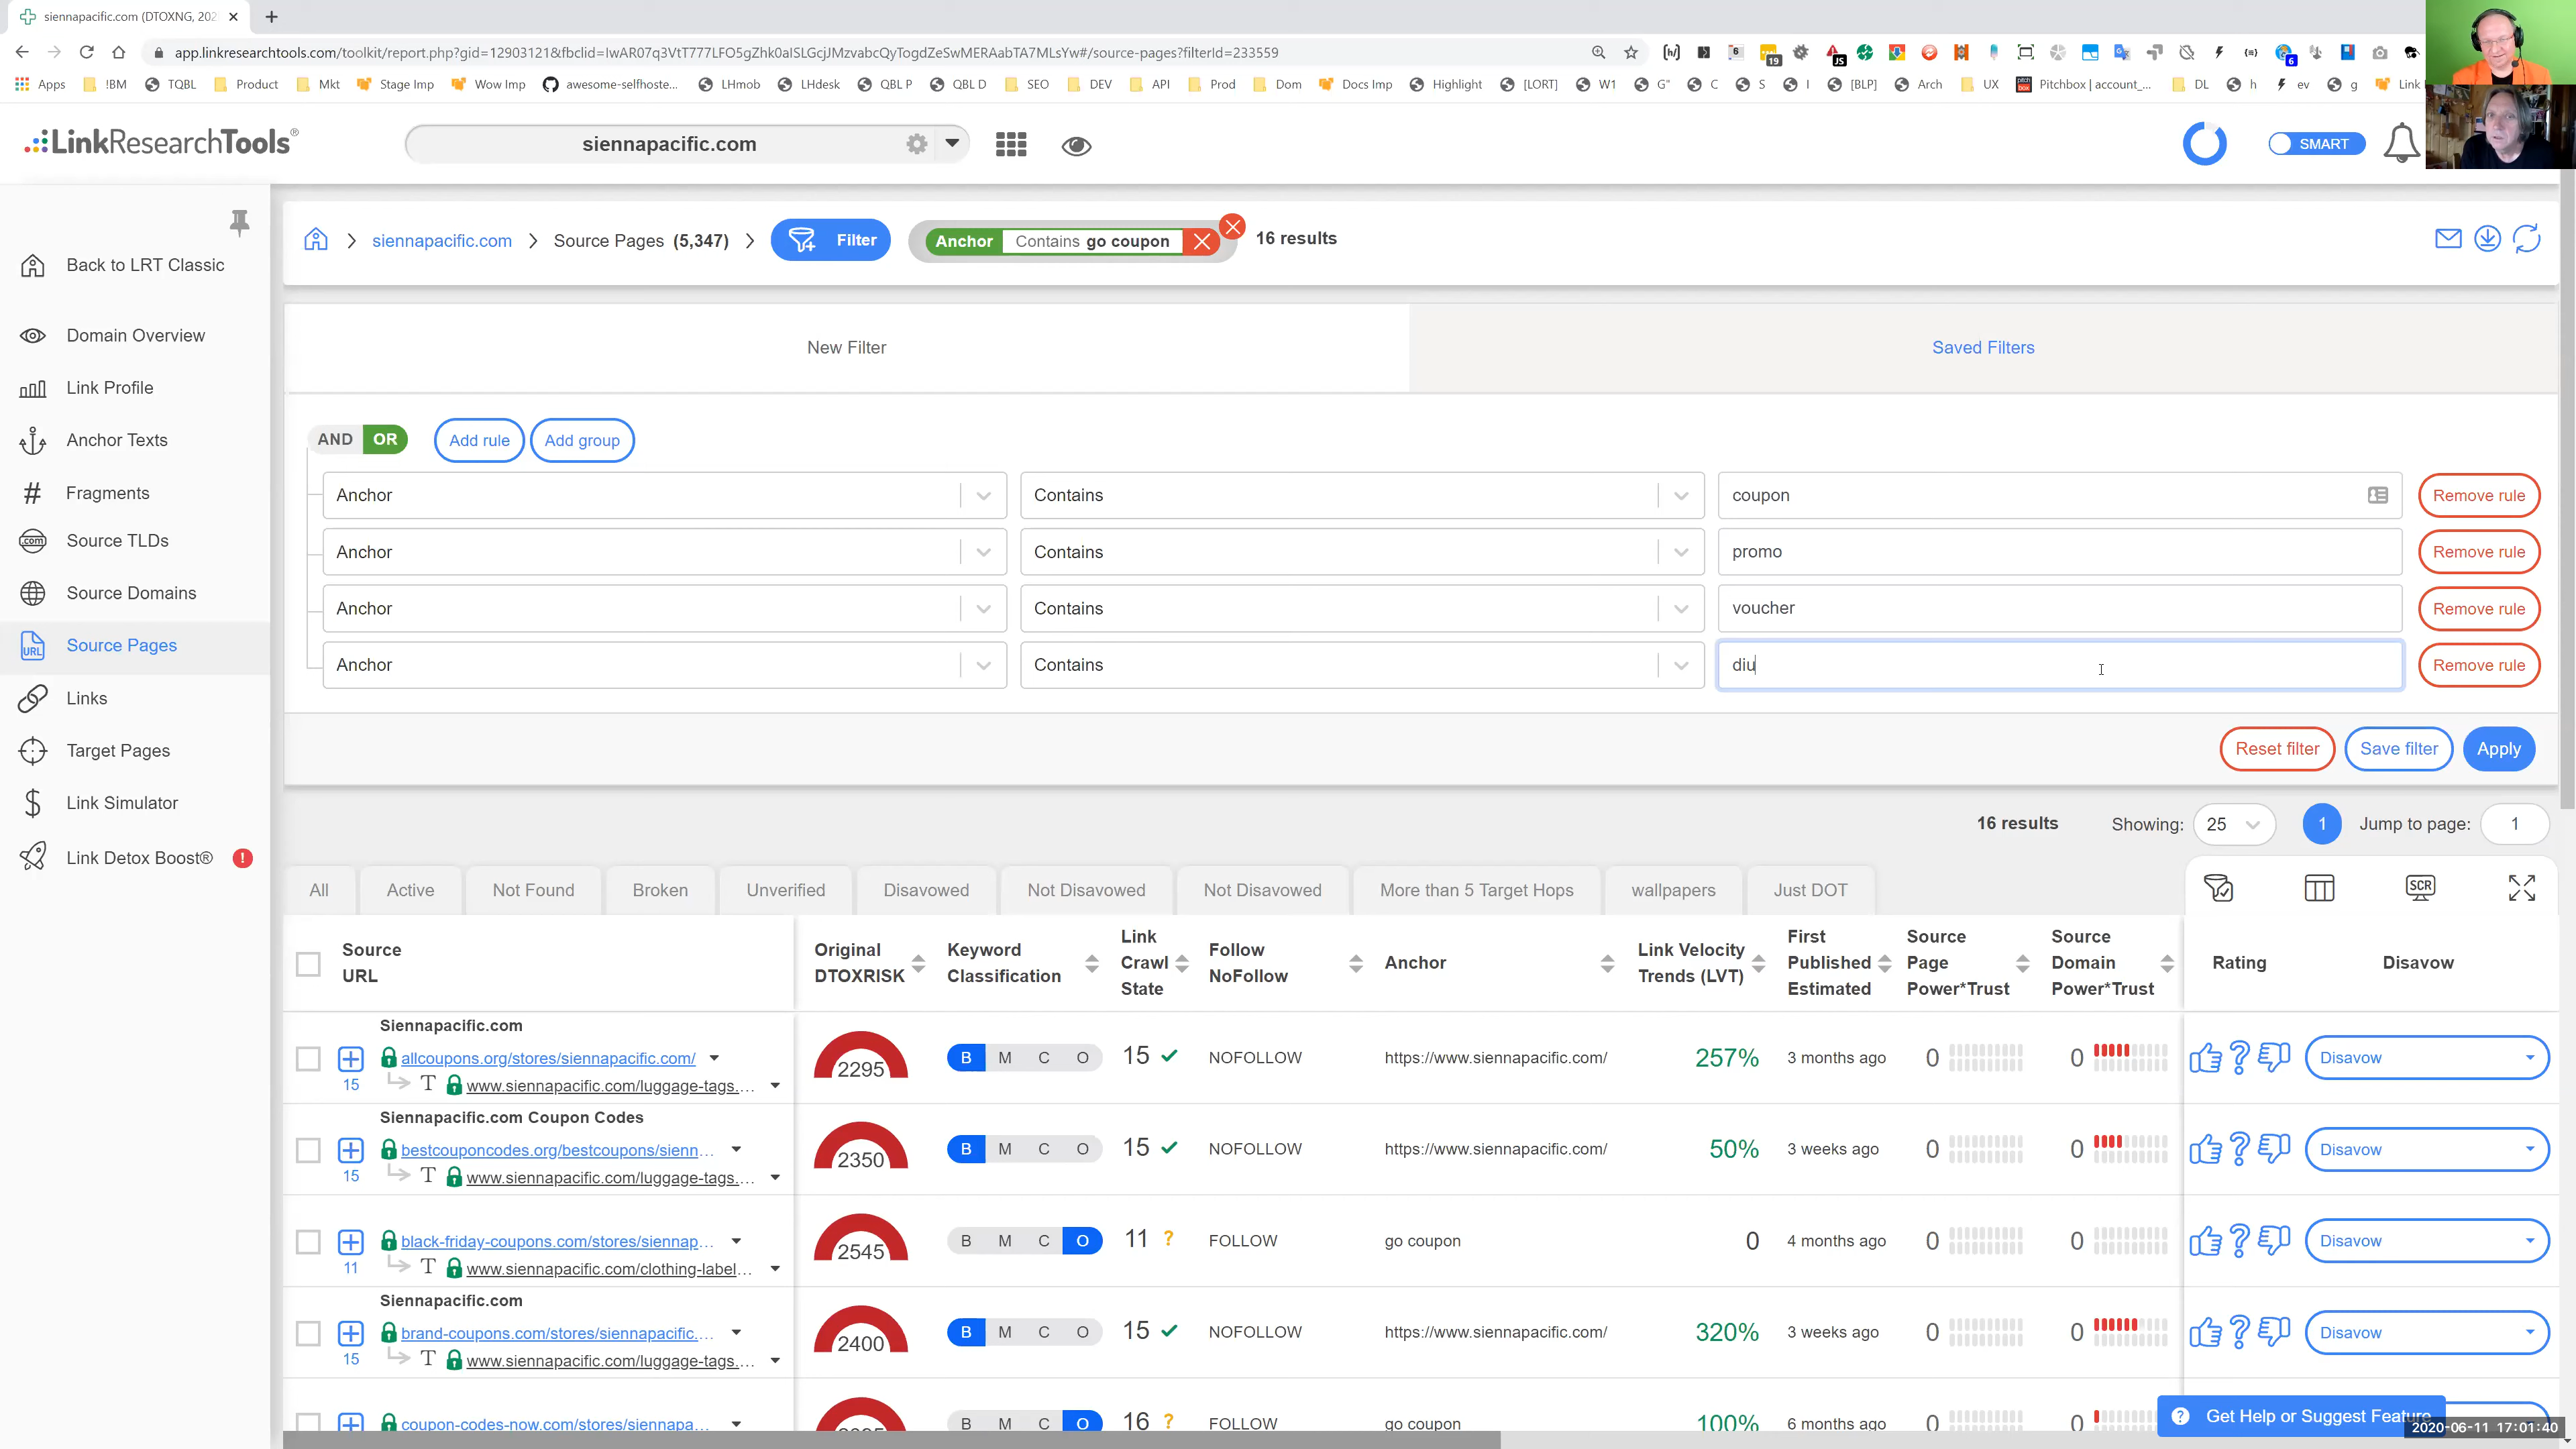 siennapacific.com (DTOXNG, 202
app.linkresearchtools.com/toolkit/report.php?gid=12903121&fbclid=IwAR07q3VtT777LFO5gZhk0aISLGcjJMzvabcQyTogdZeSwMERAabTA7MLsYw#/source-pages?filterId=233559
Apps !BM TQBL Product Mkt Stage Imp Wow Imp awesome-selfhoste... LHmob LHdesk QBL P QBL D SEO DEV API Prod Dom Docs Imp Highlight [LORT] W1 G" C S I [BLP] Arch UX Pitchbox | account_... DL h ev g Link
LinkResearchTools®
siennapacific.com
SMART
siennapacific.com
Source Pages (5,347)
Filter
Anchor Contains go coupon
16 results
Back to LRT Classic
Domain Overview
Link Profile
Anchor Texts
Fragments
Source TLDs
Source Domains
Source Pages
Links
Target Pages
Link Simulator
Link Detox Boost® !
New Filter
Saved Filters
AND OR Add rule Add group
Anchor Contains coupon Remove rule
Anchor Contains promo Remove rule
Anchor Contains voucher Remove rule
Anchor Contains diu Remove rule
Reset filter Save filter Apply
16 results Showing: 25 1 Jump to page: 1
All Active Not Found Broken Unverified Disavowed Not Disavowed Not Disavowed More than 5 Target Hops wallpapers Just DOT SCR
Source URL
Original DTOXRISK
Keyword Classification
Link Crawl State
Follow NoFollow
Anchor
Link Velocity Trends (LVT)
First Published Estimated
Source Page Power*Trust
Source Domain Power*Trust
Rating
Disavow
Siennapacific.com
allcoupons.org/stores/siennapacific.com/ 2295 B M C O 15 NOFOLLOW https://www.siennapacific.com/ 257% 3 months ago 0 0 Disavow
15 T www.siennapacific.com/luggage-tags....
Siennapacific.com Coupon Codes
bestcouponcodes.org/bestcoupons/sienn... 2350 B M C O 15 NOFOLLOW https://www.siennapacific.com/ 50% 3 weeks ago 0 0 Disavow
15 T www.siennapacific.com/luggage-tags....
black-friday-coupons.com/stores/siennap... 2545 B M C O 11 ? FOLLOW go coupon 0 4 months ago 0 0 Disavow
11 T www.siennapacific.com/clothing-label...
Siennapacific.com
brand-coupons.com/stores/siennapacific.... 2400 B M C O 15 NOFOLLOW https://www.siennapacific.com/ 320% 3 weeks ago 0 0 Disavow
15 T www.siennapacific.com/luggage-tags....
coupon-codes-now.com/stores/siennapa... B M C O 16 ? FOLLOW go coupon 100% 6 months ago 0 0
Get Help or Suggest Feature
2020-06-11 17:01:40